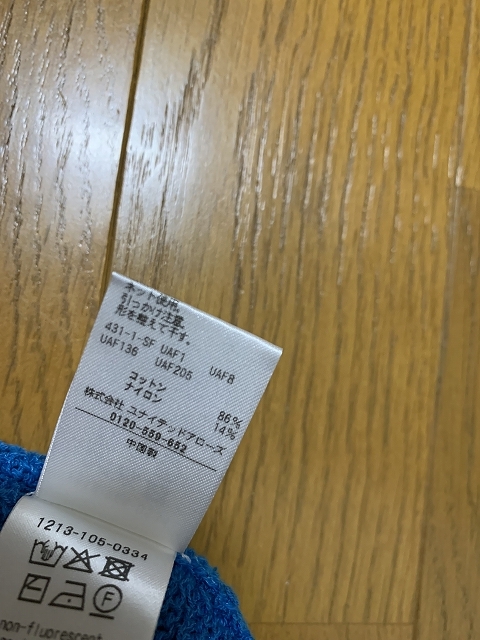 ネット使用。
引っかけ注意。
形を整えて干す。
431-1-SF UAF1 UAF8
UAF136 UAF205
コットン 86%
ナイロン 14%
株式会社 ユナイテッドアローズ
0120-559-652
中国製
1213-105-0334
non-fluorescent